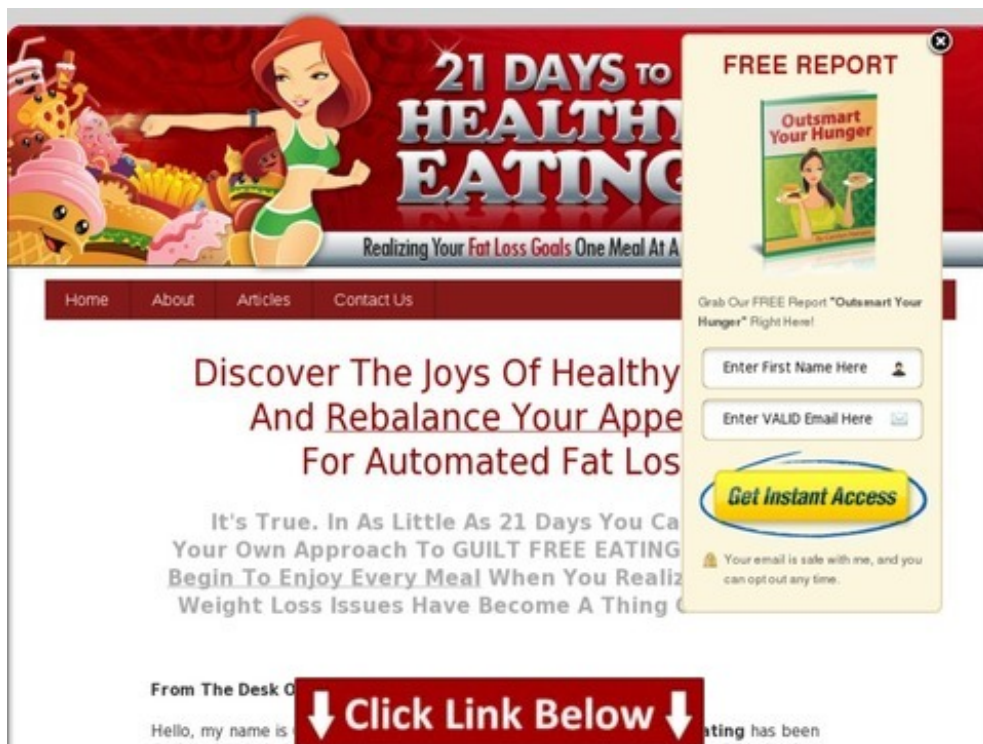 21 DAYS TO
HEALTHY
EATING
Realizing Your Fat Loss Goals One Meal At A
Home About Articles Contact Us
Discover The Joys Of Healthy
And Rebalance Your Appe
For Automated Fat Los
It's True. In As Little As 21 Days You Ca
Your Own Approach To GUILT FREE EATING
Begin To Enjoy Every Meal When You Realiz
Weight Loss Issues Have Become A Thing
From The Desk O
Hello, my name is
ating has been
Click Link Below
FREE REPORT
Outsmart
Your Hunger
Grab Our FREE Report "Outsmart Your
Hunger" Right Here!
Enter First Name Here
Enter VALID Email Here
Get Instant Access
Your email is safe with me, and you
can opt out any time.